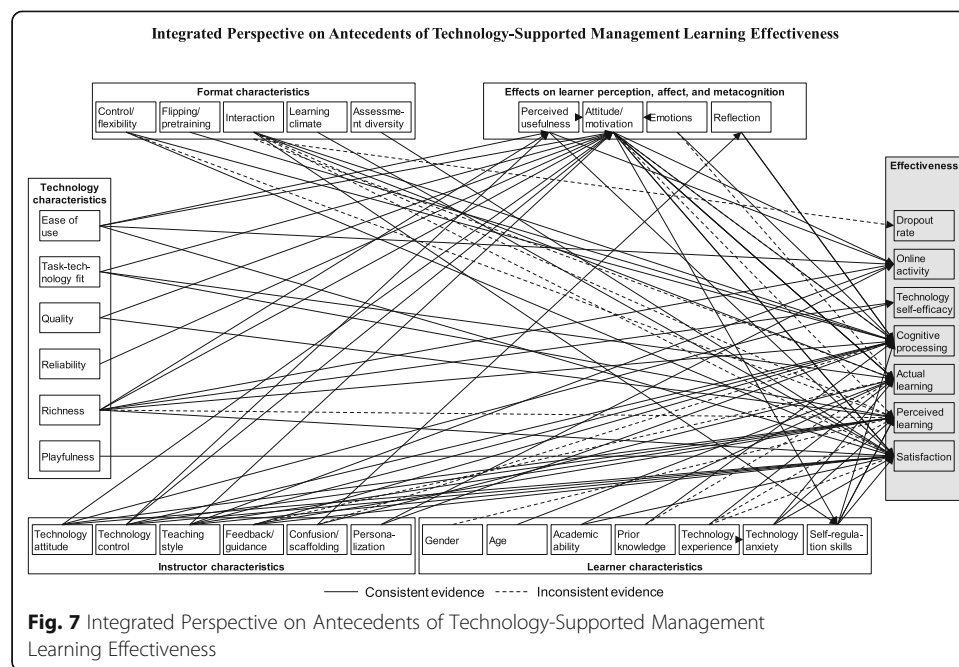 Integrated Perspective on Antecedents of Technology-Supported Management Learning Effectiveness
Format characteristics
Control/
flexibility
Flipping/
pretraining
Interaction
Learning
climate
Assessme-
nt diversity
Effects on learner perception, affect, and metacognition
Perceived
usefulness
Attitude/
motivation
Emotions
Reflection
Technology
characteristics
Ease of
use
Task-tech-
nology fit
Quality
Reliability
Richness
Playfulness
Effectiveness
Dropout
rate
Online
activity
Technology
self-efficacy
Cognitive
processing
Actual
learning
Perceived
learning
Satisfaction
Technology
attitude
Technology
control
Teaching
style
Feedback/
guidance
Confusion/
scaffolding
Persona-
lization
Instructor characteristics
Gender
Age
Academic
ability
Prior
knowledge
Technology
experience
Technology
anxiety
Self-regula-
tion skills
Learner characteristics
Consistent evidence
Inconsistent evidence
Fig. 7 Integrated Perspective on Antecedents of Technology-Supported Management
Learning Effectiveness